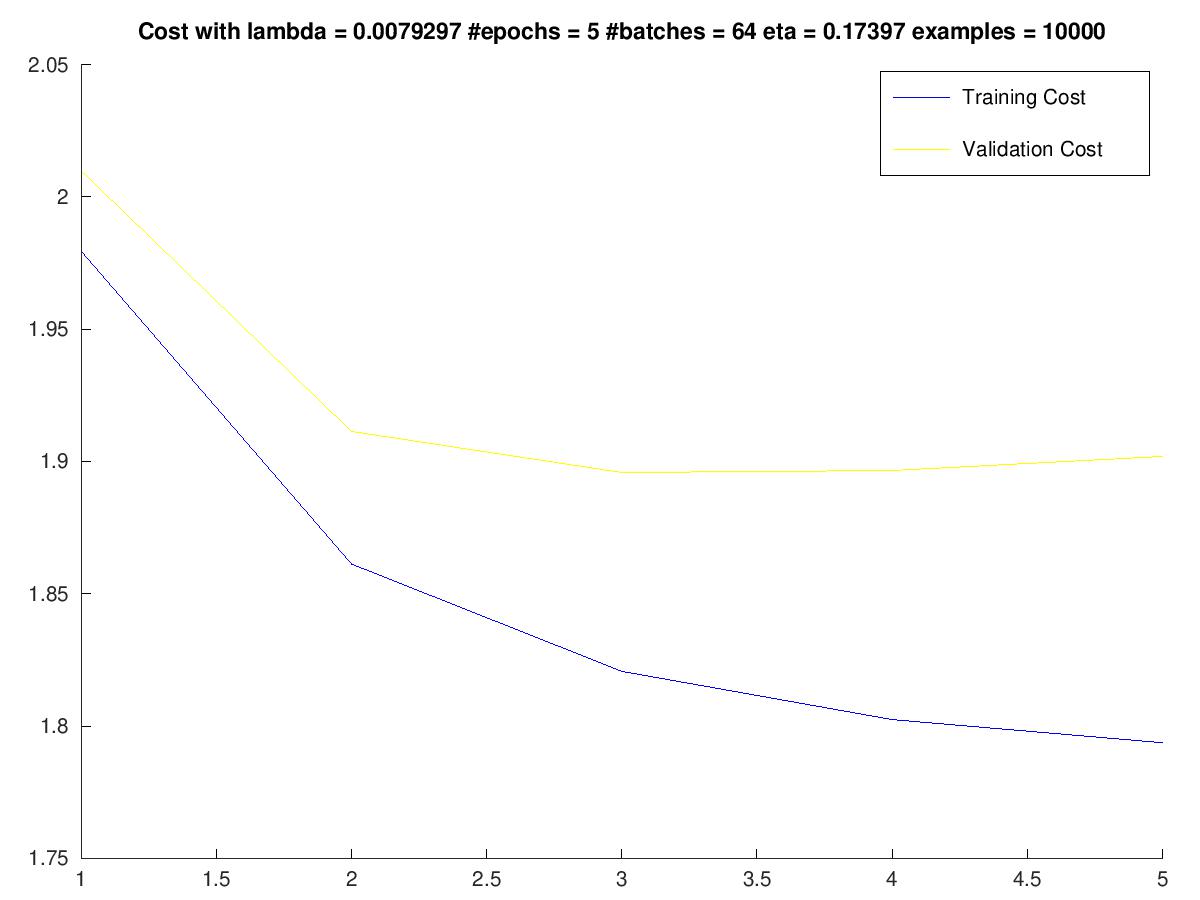 Cost with lambda = 0.0079297 #epochs = 5 #batches = 64 eta = 0.17397 examples = 10000
2.05
Training Cost
Validation Cost
2
1.95
1.9
1.85
1.8
1.75
1 1.5 2 2.5 3 3.5 4 4.5 5